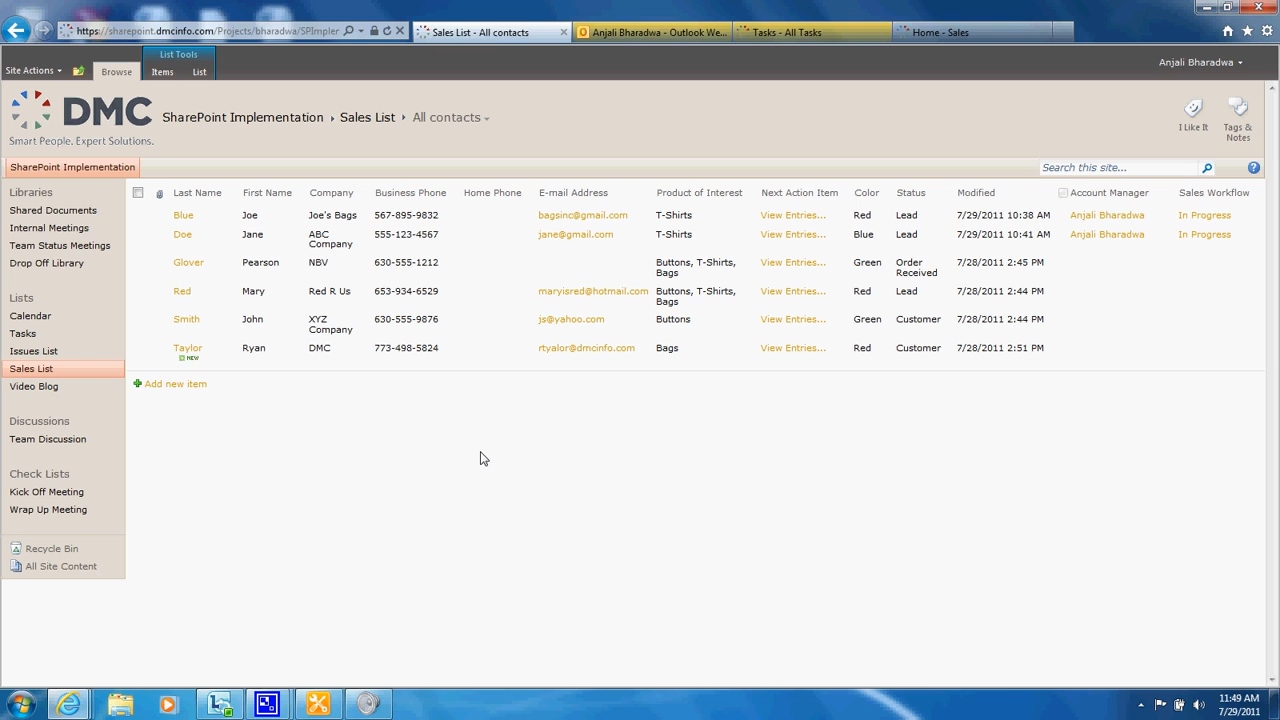 https://sharepoint.dmcinfo.com/Projects/bharadwa/SPImpler
Sales List - All contacts
Anjali Bharadwa - Outlook We...
Tasks - All Tasks
Home - Sales
Site Actions
Browse
List Tools
Items
List
Anjali Bharadwa
DMC
Smart People. Expert Solutions.
SharePoint Implementation
Sales List
All contacts
I Like It
Tags & Notes
SharePoint Implementation
Search this site...
Libraries
Shared Documents
Internal Meetings
Team Status Meetings
Drop Off Library
Lists
Calendar
Tasks
Issues List
Sales List
Video Blog
Discussions
Team Discussion
Check Lists
Kick Off Meeting
Wrap Up Meeting
Recycle Bin
All Site Content
Last Name First Name Company Business Phone Home Phone E-mail Address Product of Interest Next Action Item Color Status Modified Account Manager Sales Workflow
Blue Joe Joe's Bags 567-895-9832 bagsinc@gmail.com T-Shirts View Entries... Red Lead 7/29/2011 10:38 AM Anjali Bharadwa In Progress
Doe Jane ABC Company 555-123-4567 jane@gmail.com T-Shirts View Entries... Blue Lead 7/29/2011 10:41 AM Anjali Bharadwa In Progress
Glover Pearson NBV 630-555-1212 Buttons, T-Shirts, Bags View Entries... Green Order Received 7/28/2011 2:45 PM
Red Mary Red R Us 653-934-6529 maryisred@hotmail.com Buttons, T-Shirts, Bags View Entries... Red Lead 7/28/2011 2:44 PM
Smith John XYZ Company 630-555-9876 js@yahoo.com Buttons View Entries... Green Customer 7/28/2011 2:44 PM
Taylor NEW Ryan DMC 773-498-5824 rtyalor@dmcinfo.com Bags View Entries... Red Customer 7/28/2011 2:51 PM
Add new item
11:49 AM
7/29/2011